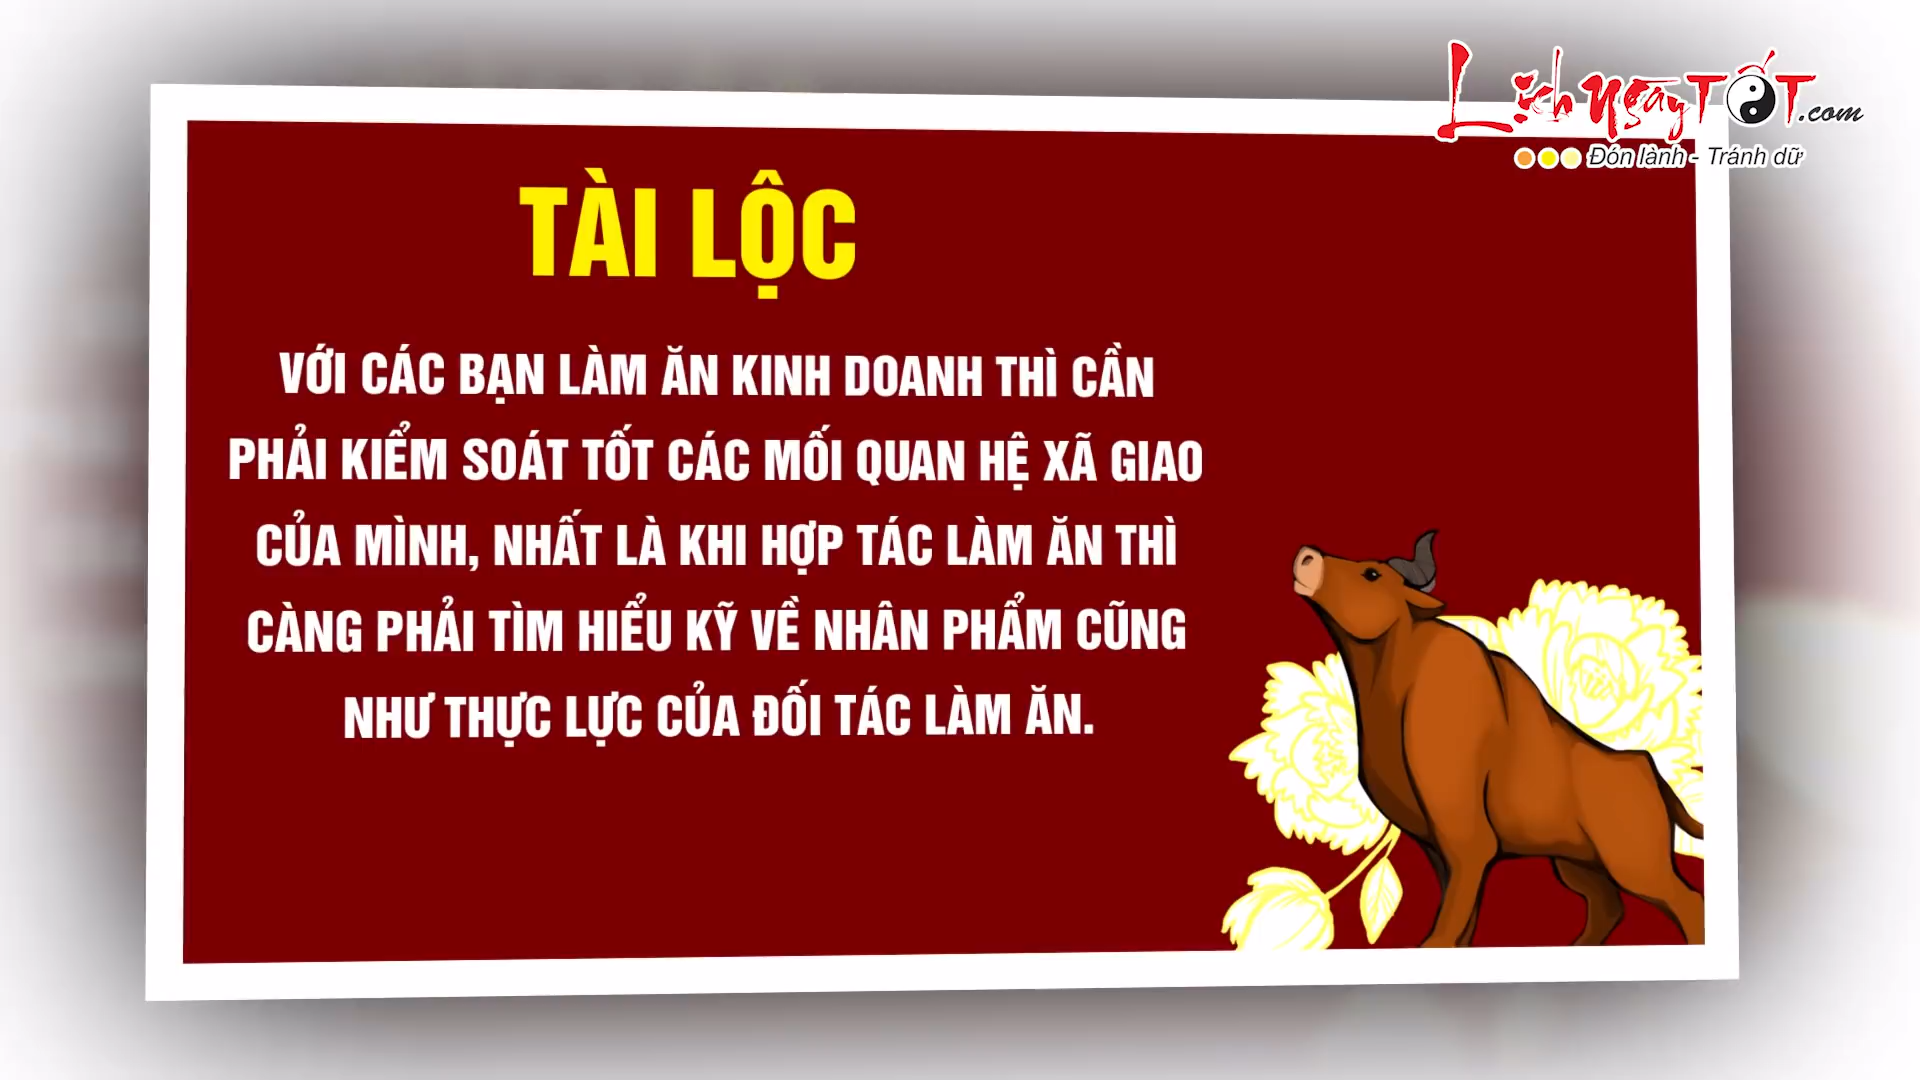 Lịch Ngày TỐT.com
Đón lành - Tránh dữ
TÀI LỘC
VỚI CÁC BẠN LÀM ĂN KINH DOANH THÌ CẦN
PHẢI KIỂM SOÁT TỐT CÁC MỐI QUAN HỆ XÃ GIAO
CỦA MÌNH, NHẤT LÀ KHI HỢP TÁC LÀM ĂN THÌ
CÀNG PHẢI TÌM HIỂU KỸ VỀ NHÂN PHẨM CŨNG
NHƯ THỰC LỰC CỦA ĐỐI TÁC LÀM ĂN.